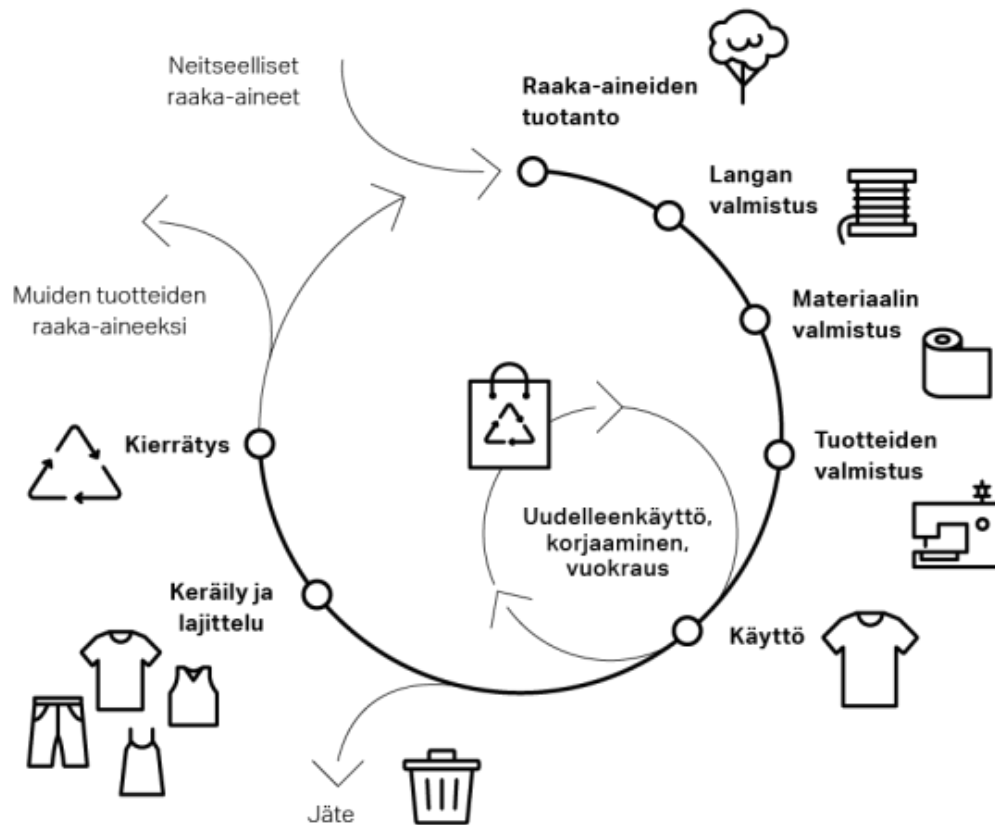 Neitseelliset
raaka-aineet
Raaka-aineiden
tuotanto
Langan
valmistus
Materiaalin
valmistus
Tuotteiden
valmistus
Käyttö
Uudelleenkäyttö,
korjaaminen,
vuokraus
Jäte
Keräily ja
lajittelu
Kierrätys
Muiden tuotteiden
raaka-aineeksi